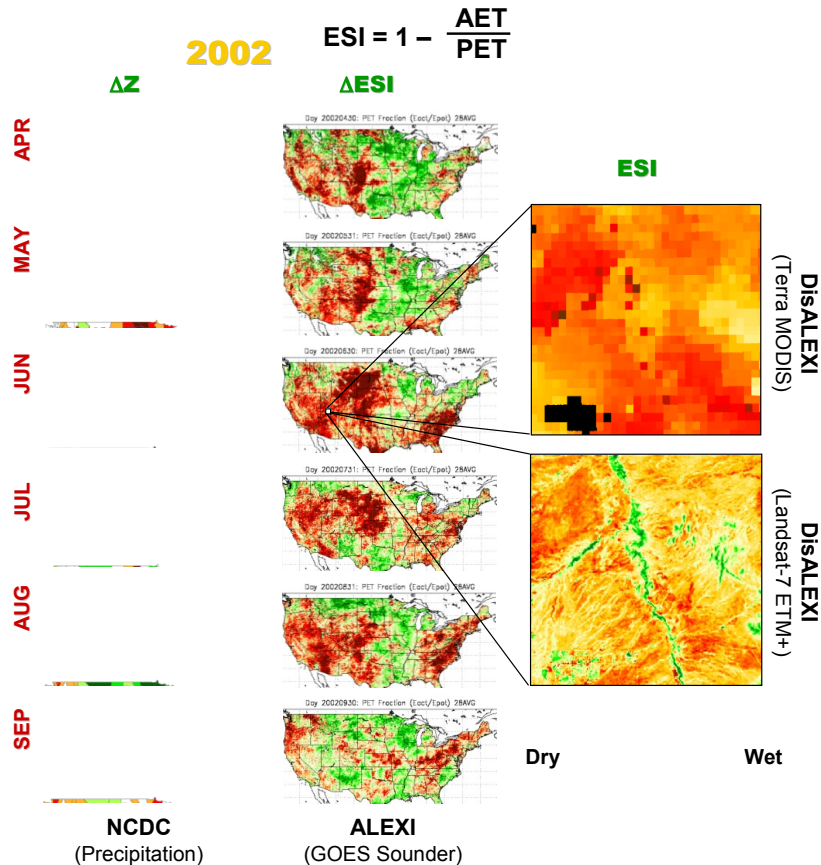 2002
ESI = 1 – AET
PET
ΔZ
ΔESI
ESI
APR
Day 20020430: PET Fraction (Eact/Epot) 28AVG
MAY
Day 20020531: PET Fraction (Eact/Epot) 28AVG
JUN
Day 20020630: PET Fraction (Eact/Epot) 28AVG
JUL
Day 20020731: PET Fraction (Eact/Epot) 28AVG
AUG
Day 20020831: PET Fraction (Eact/Epot) 28AVG
SEP
Day 20020930: PET Fraction (Eact/Epot) 28AVG
DisALEXI
(Terra MODIS)
DisALEXI
(Landsat-7 ETM+)
Dry
Wet
NCDC
(Precipitation)
ALEXI
(GOES Sounder)